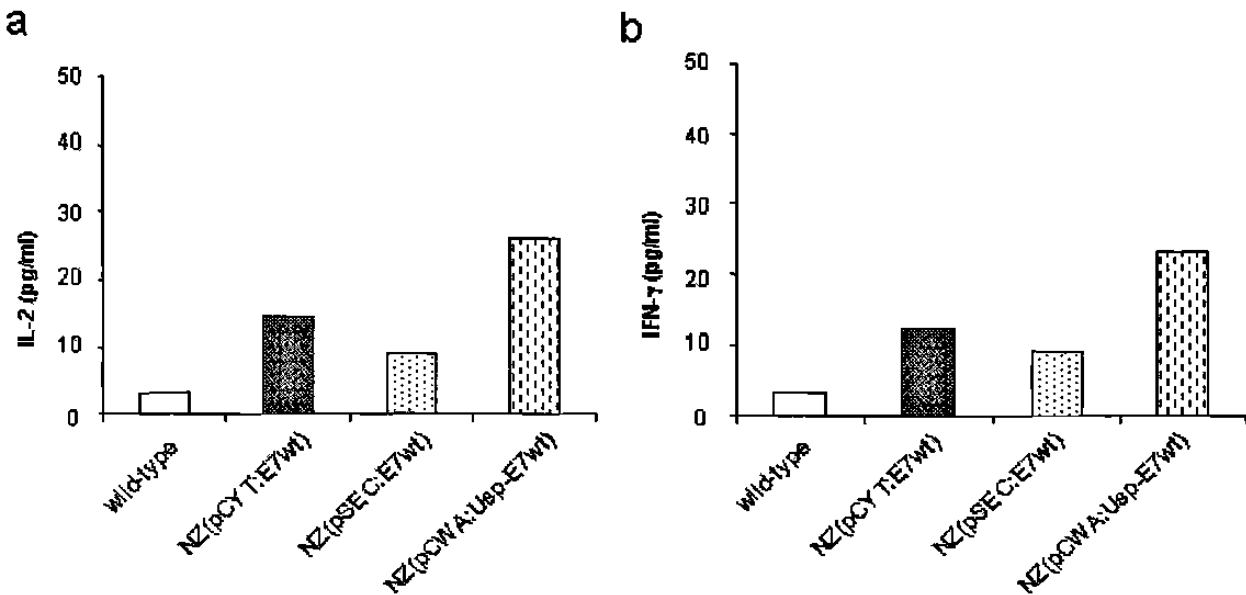 a
50
40
30
20
10
0
IL-2 (pg/ml)
wild-type
NZ(pCYT:E7wt)
NZ(pSEC:E7wt)
NZ(pCWA:Usp-E7wt)
b
50
40
30
20
10
0
IFN-γ (pg/ml)
wild-type
NZ(pCYT:E7wt)
NZ(pSEC:E7wt)
NZ(pCWA:Usp-E7wt)